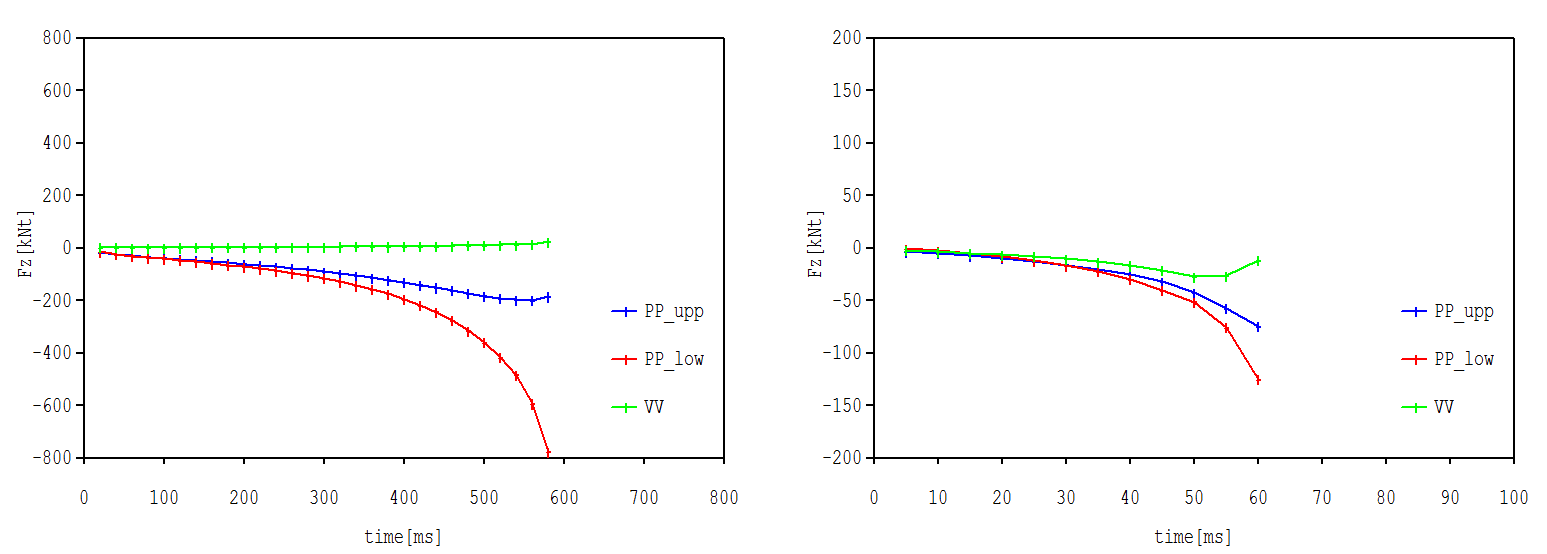 800
600
400
200
0
-200
-400
-600
-800
Fz[kNt]
0 100 200 300 400 500 600 700 800
time[ms]
PP_upp
PP_low
VV
200
150
100
50
0
-50
-100
-150
-200
Fz[kNt]
0 10 20 30 40 50 60 70 80 90 100
time[ms]
PP_upp
PP_low
VV